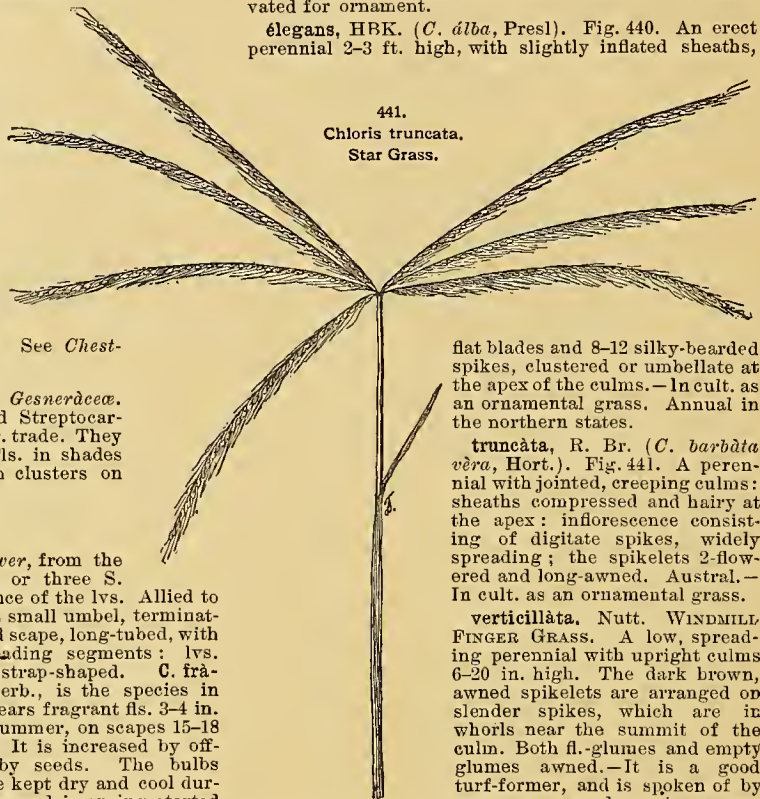 vated for ornament.
élegans, HBK. (C. álba, Presl). Fig. 440. An erect
perennial 2–3 ft. high, with slightly inflated sheaths,
441.
Chloris truncata.
Star Grass.
See Chest-
Gesneràceæ.
d Streptocar-
. trade. They
ls. in shades
n clusters on
ver, from the
or three S.
nce of the lvs. Allied to
small umbel, terminat-
d scape, long-tubed, with
ading segments: lvs.
strap-shaped. C. frà-
erb., is the species in
ears fragrant fls. 3–4 in.
ummer, on scapes 15–18
It is increased by off-
by seeds. The bulbs
e kept dry and cool dur-
flat blades and 8–12 silky-bearded
spikes, clustered or umbellate at
the apex of the culms.—In cult. as
an ornamental grass. Annual in
the northern states.
truncàta, R. Br. (C. barbàta
vèra, Hort.). Fig. 441. A peren-
nial with jointed, creeping culms:
sheaths compressed and hairy at
the apex: inflorescence consist-
ing of digitate spikes, widely
spreading; the spikelets 2-flow-
ered and long-awned. Austral.—
In cult. as an ornamental grass.
verticillàta, Nutt. WINDMILL
FINGER GRASS. A low, spread-
ing perennial with upright culms
6–20 in. high. The dark brown,
awned spikelets are arranged on
slender spikes, which are in
whorls near the summit of the
culm. Both fl.-glumes and empty
glumes awned.—It is a good
turf-former, and is spoken of by